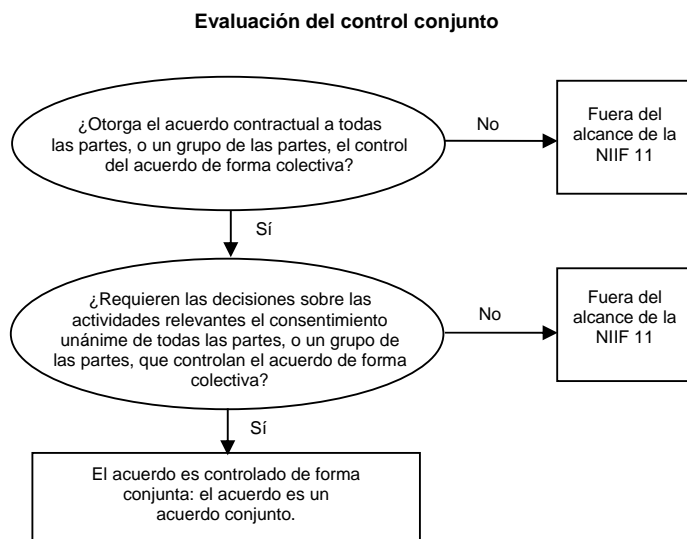 Evaluación del control conjunto
¿Otorga el acuerdo contractual a todas
las partes, o un grupo de las partes, el control
del acuerdo de forma colectiva?
No
Fuera del
alcance de la
NIIF 11
Sí
¿Requieren las decisiones sobre las
actividades relevantes el consentimiento
unánime de todas las partes, o un grupo de
las partes, que controlan el acuerdo de forma
colectiva?
No
Fuera del
alcance de la
NIIF 11
Sí
El acuerdo es controlado de forma
conjunta: el acuerdo es un
acuerdo conjunto.